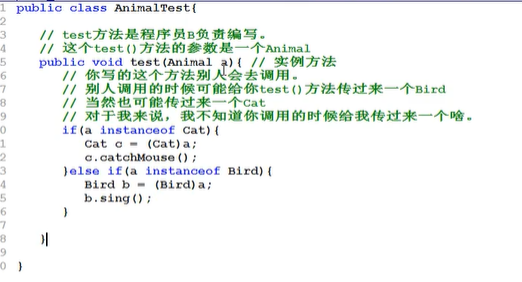 1 public class AnimalTest{
2
3 // test方法是程序员B负责编写。
4 // 这个test()方法的参数是一个Animal
5 public void test(Animal a){ // 实例方法
6 // 你写的这个方法别人会去调用。
7 // 别人调用的时候可能给你test()方法传过来一个Bird
8 // 当然也可能传过来一个Cat
9 // 对于我来说，我不知道你调用的时候给我传过来一个啥。
0 if(a instanceof Cat){
1 Cat c = (Cat)a;
2 c.catchMouse();
3 }else if(a instanceof Bird){
4 Bird b = (Bird)a;
5 b.sing();
6 }
7
8 }
9
0 }